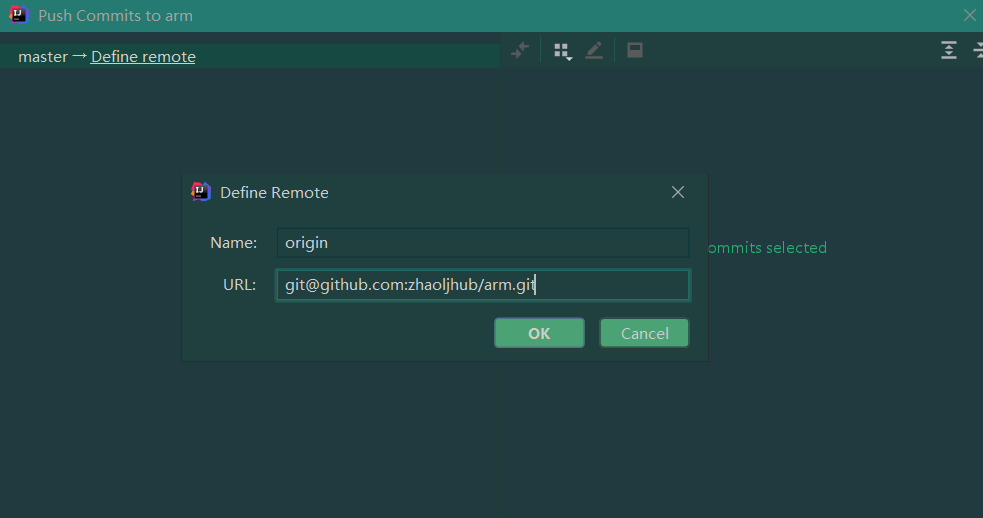 Push Commits to arm
master → Define remote
Define Remote
Name: origin
ommits selected
URL: git@github.com:zhaoljhub/arm.git
OK Cancel